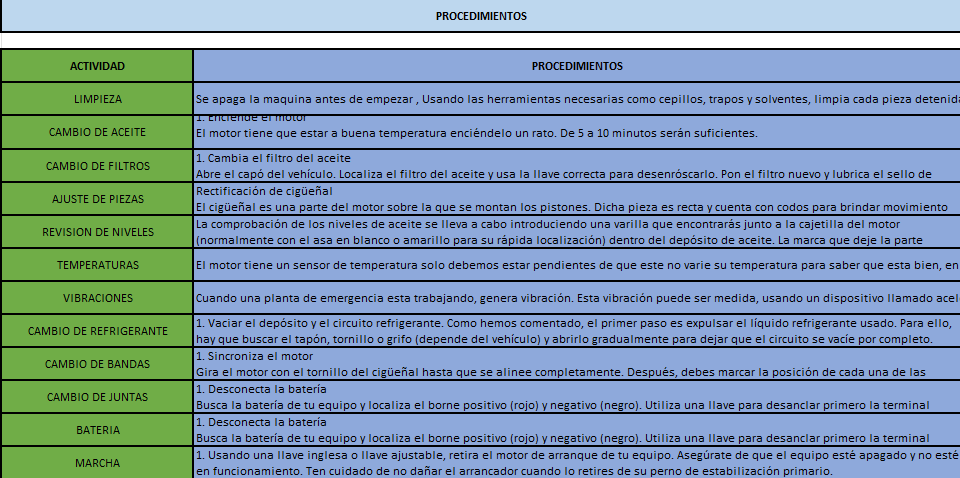 PROCEDIMIENTOS
ACTIVIDAD
PROCEDIMIENTOS
LIMPIEZA
Se apaga la maquina antes de empezar , Usando las herramientas necesarias como cepillos, trapos y solventes, limpia cada pieza detenida
CAMBIO DE ACEITE
1. Enciende el motor
El motor tiene que estar a buena temperatura enciéndelo un rato. De 5 a 10 minutos serán suficientes.
CAMBIO DE FILTROS
1. Cambia el filtro del aceite
Abre el capó del vehículo. Localiza el filtro del aceite y usa la llave correcta para desenróscarlo. Pon el filtro nuevo y lubrica el sello de
AJUSTE DE PIEZAS
Rectificación de cigüeñal
El cigüeñal es una parte del motor sobre la que se montan los pistones. Dicha pieza es recta y cuenta con codos para brindar movimiento
REVISION DE NIVELES
La comprobación de los niveles de aceite se lleva a cabo introduciendo una varilla que encontrarás junto a la cajetilla del motor
(normalmente con el asa en blanco o amarillo para su rápida localización) dentro del depósito de aceite. La marca que deje la parte
TEMPERATURAS
El motor tiene un sensor de temperatura solo debemos estar pendientes de que este no varie su temperatura para saber que esta bien, en
VIBRACIONES
Cuando una planta de emergencia esta trabajando, genera vibración. Esta vibración puede ser medida, usando un dispositivo llamado acel
CAMBIO DE REFRIGERANTE
1. Vaciar el depósito y el circuito refrigerante. Como hemos comentado, el primer paso es expulsar el líquido refrigerante usado. Para ello,
hay que buscar el tapón, tornillo o grifo (depende del vehículo) y abrirlo gradualmente para dejar que el circuito se vacíe por completo.
CAMBIO DE BANDAS
1. Sincroniza el motor
Gira el motor con el tornillo del cigüeñal hasta que se alinee completamente. Después, debes marcar la posición de cada una de las
CAMBIO DE JUNTAS
1. Desconecta la batería
Busca la batería de tu equipo y localiza el borne positivo (rojo) y negativo (negro). Utiliza una llave para desanclar primero la terminal
BATERIA
1. Desconecta la batería
Busca la batería de tu equipo y localiza el borne positivo (rojo) y negativo (negro). Utiliza una llave para desanclar primero la terminal
MARCHA
1. Usando una llave inglesa o llave ajustable, retira el motor de arranque de tu equipo. Asegúrate de que el equipo esté apagado y no esté
en funcionamiento. Ten cuidado de no dañar el arrancador cuando lo retires de su perno de estabilización primario.